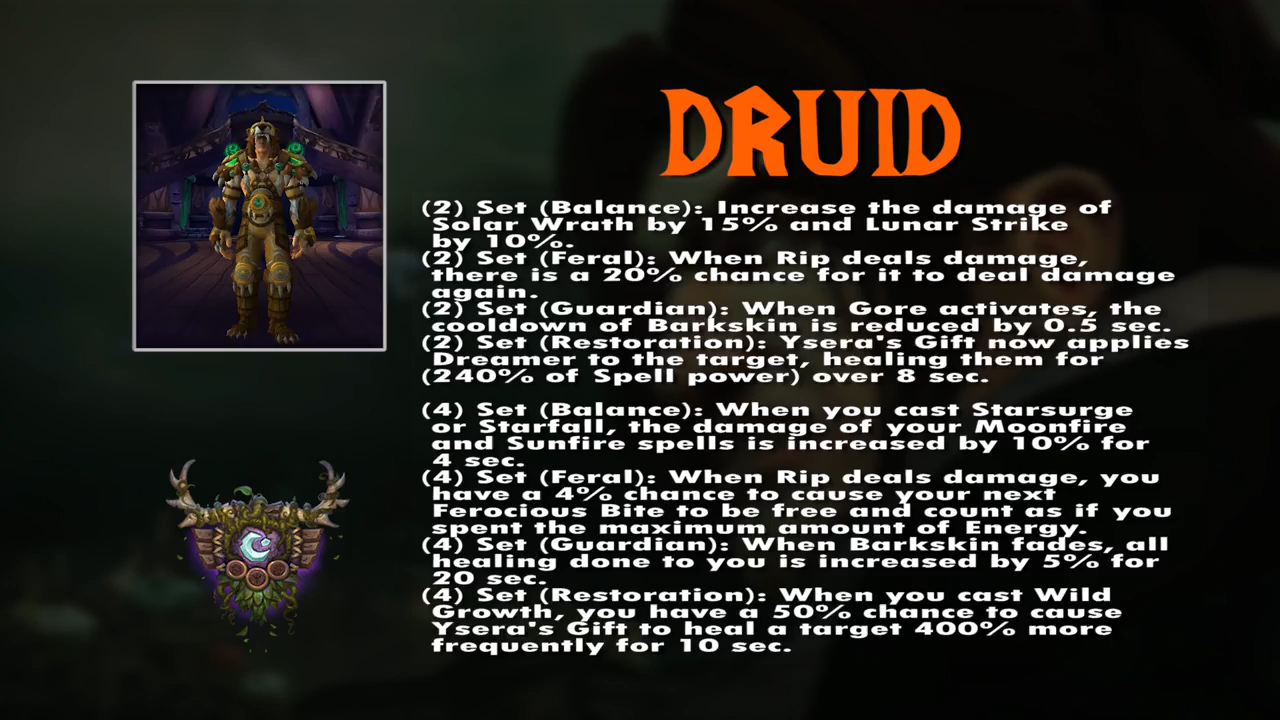 DRUID
(2) Set (Balance): Increase the damage of
Solar Wrath by 15% and Lunar Strike
by 10%.
(2) Set (Feral): When Rip deals damage,
there is a 20% chance for it to deal damage
again.
(2) Set (Guardian): When Gore activates, the
cooldown of Barkskin is reduced by 0.5 sec.
(2) Set (Restoration): Ysera's Gift now applies
Dreamer to the target, healing them for
(240% of Spell power) over 8 sec.
(4) Set (Balance): When you cast Starsurge
or Starfall, the damage of your Moonfire
and Sunfire spells is increased by 10% for
4 sec.
(4) Set (Feral): When Rip deals damage, you
have a 4% chance to cause your next
Ferocious Bite to be free and count as if you
spent the maximum amount of Energy.
(4) Set (Guardian): When Barkskin fades, all
healing done to you is increased by 5% for
20 sec.
(4) Set (Restoration): When you cast Wild
Growth, you have a 50% chance to cause
Ysera's Gift to heal a target 400% more
frequently for 10 sec.